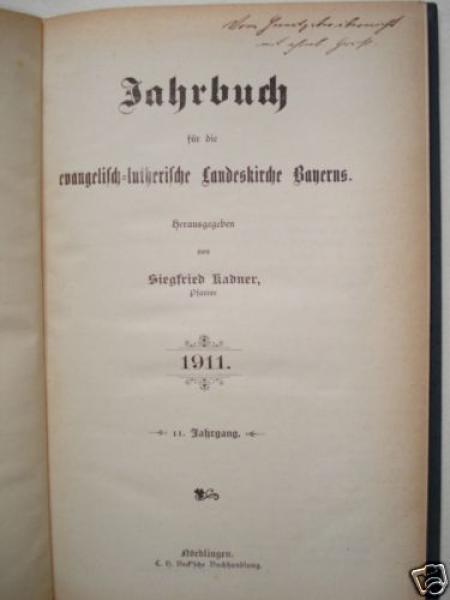 Vom
Jahrbuch
für die
evangelisch-lutherische Landeskirche Bayerns.
Herausgegeben
von
Siegfried Kadner,
Pfarrer
1911.
11. Jahrgang.
Nördlingen.
C. H. Beck'sche Buchhandlung.